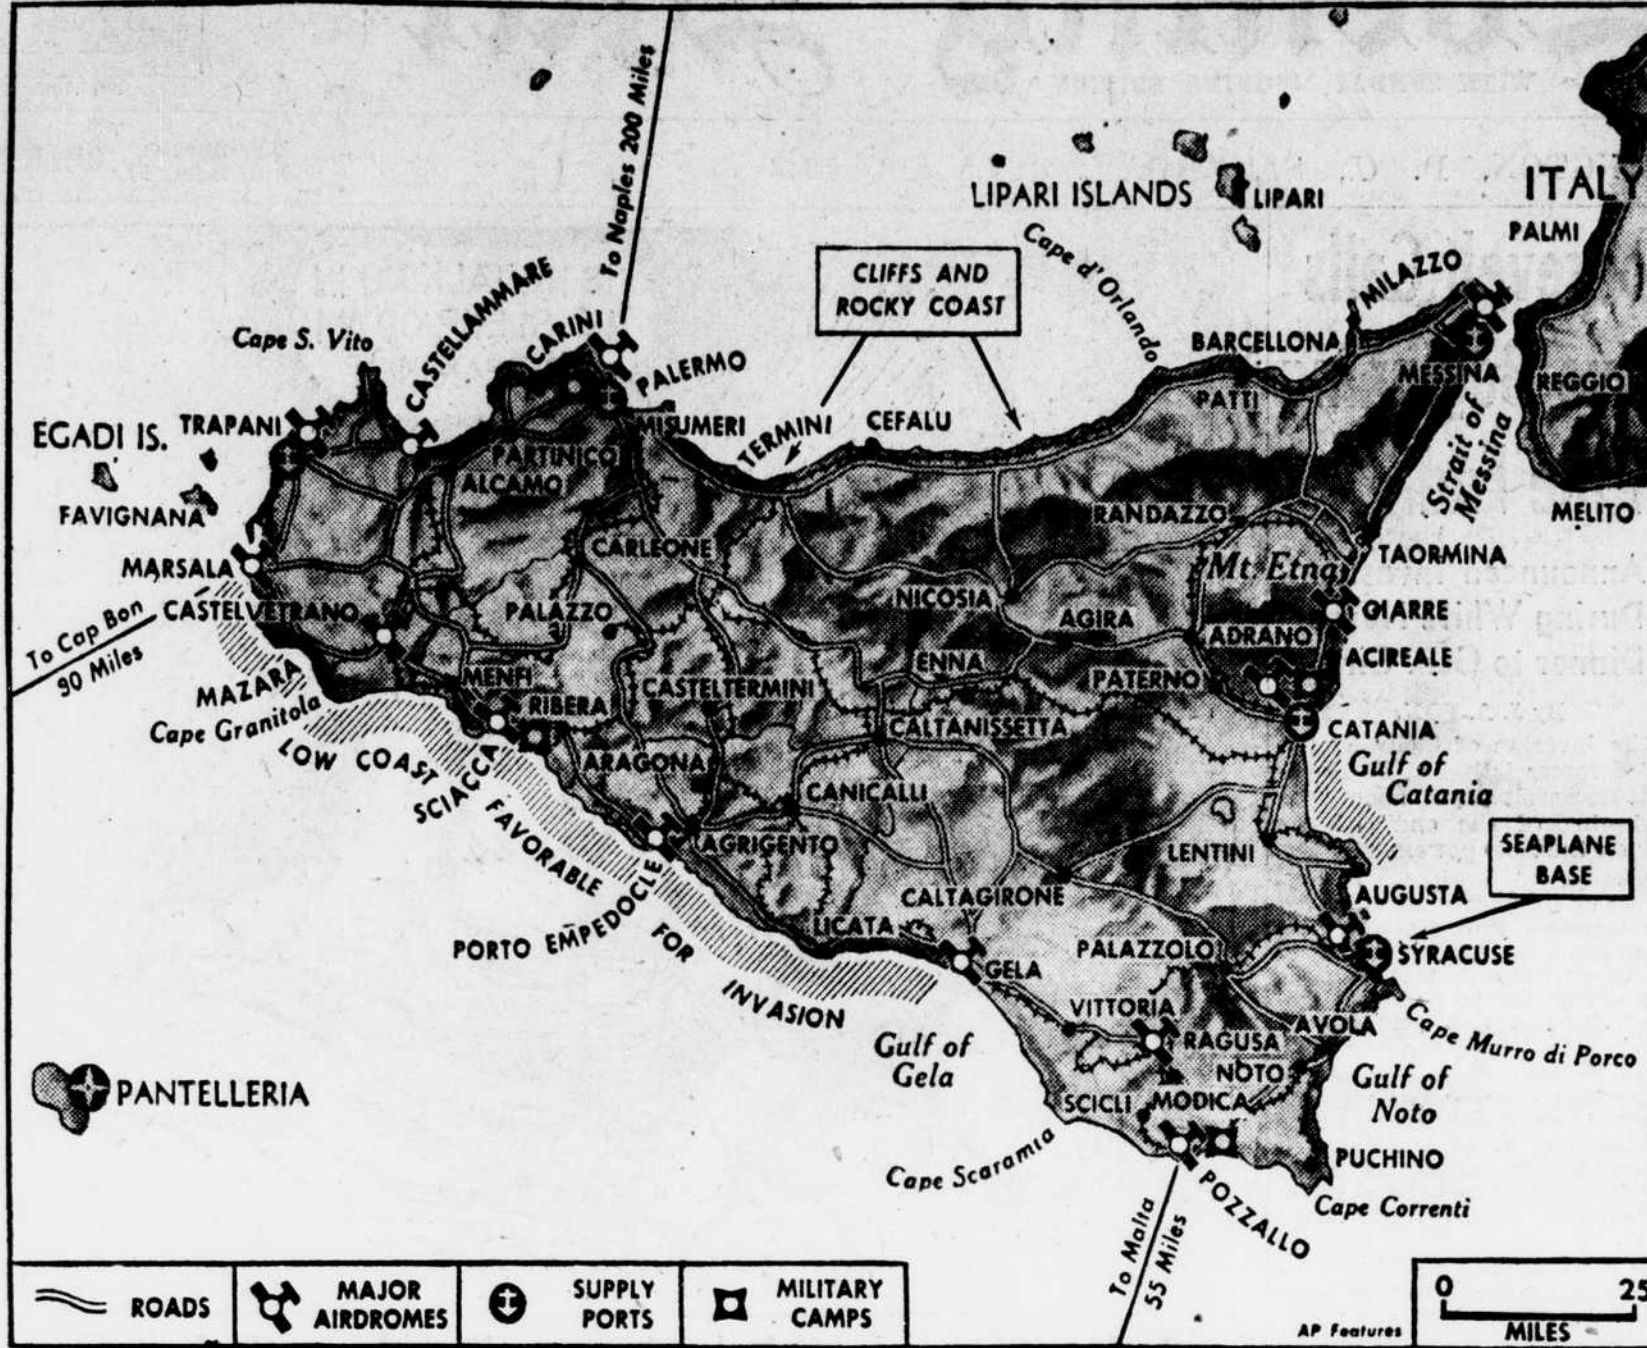 To Naples 200 Miles
LIPARI ISLANDS
LIPARI
ITALY
PALMI
Cape d'Orlando
CLIFFS AND
ROCKY COAST
MILAZZO
BARCELLONA
MESSINA
REGGIO
Strait of
Messina
MELITO
PATTI
Cape S. Vito
CASTELLAMMARE
CARINI
PALERMO
MISUMERI
TERMINI
CEFALU
EGADI IS.
TRAPANI
PARTINICO
ALCAMO
FAVIGNANA
RANDAZZO
MARSALA
CARLEONE
Mt. Etna
TAORMINA
To Cap Bon
90 Miles
CASTELVETRANO
PALAZZO
NICOSIA
AGIRA
ADRANO
GIARRE
ACIREALE
MAZARA
Cape Granitola
MENFI
RIBERA
CASTELTERMINI
ENNA
PATERNO
CALTANISSETTA
CATANIA
Gulf of
Catania
LOW COAST FAVORABLE FOR INVASION
SCIACCA
ARAGONA
CANICALLI
AGRIGENTO
PORTO EMPEDOCLE
LENTINI
SEAPLANE
BASE
CALTAGIRONE
AUGUSTA
LICATA
GELA
PALAZZOLO
SYRACUSE
VITTORIA
RAGUSA
AVOLA
Cape Murro di Porco
Gulf of
Gela
NOTO
Gulf of
Noto
PANTELLERIA
SCICLI
MODICA
Cape Scaramia
PUCHINO
POZZALLO
Cape Correnti
To Malta
55 Miles
ROADS
MAJOR
AIRDROMES
SUPPLY
PORTS
MILITARY
CAMPS
AP Features
0 25
MILES